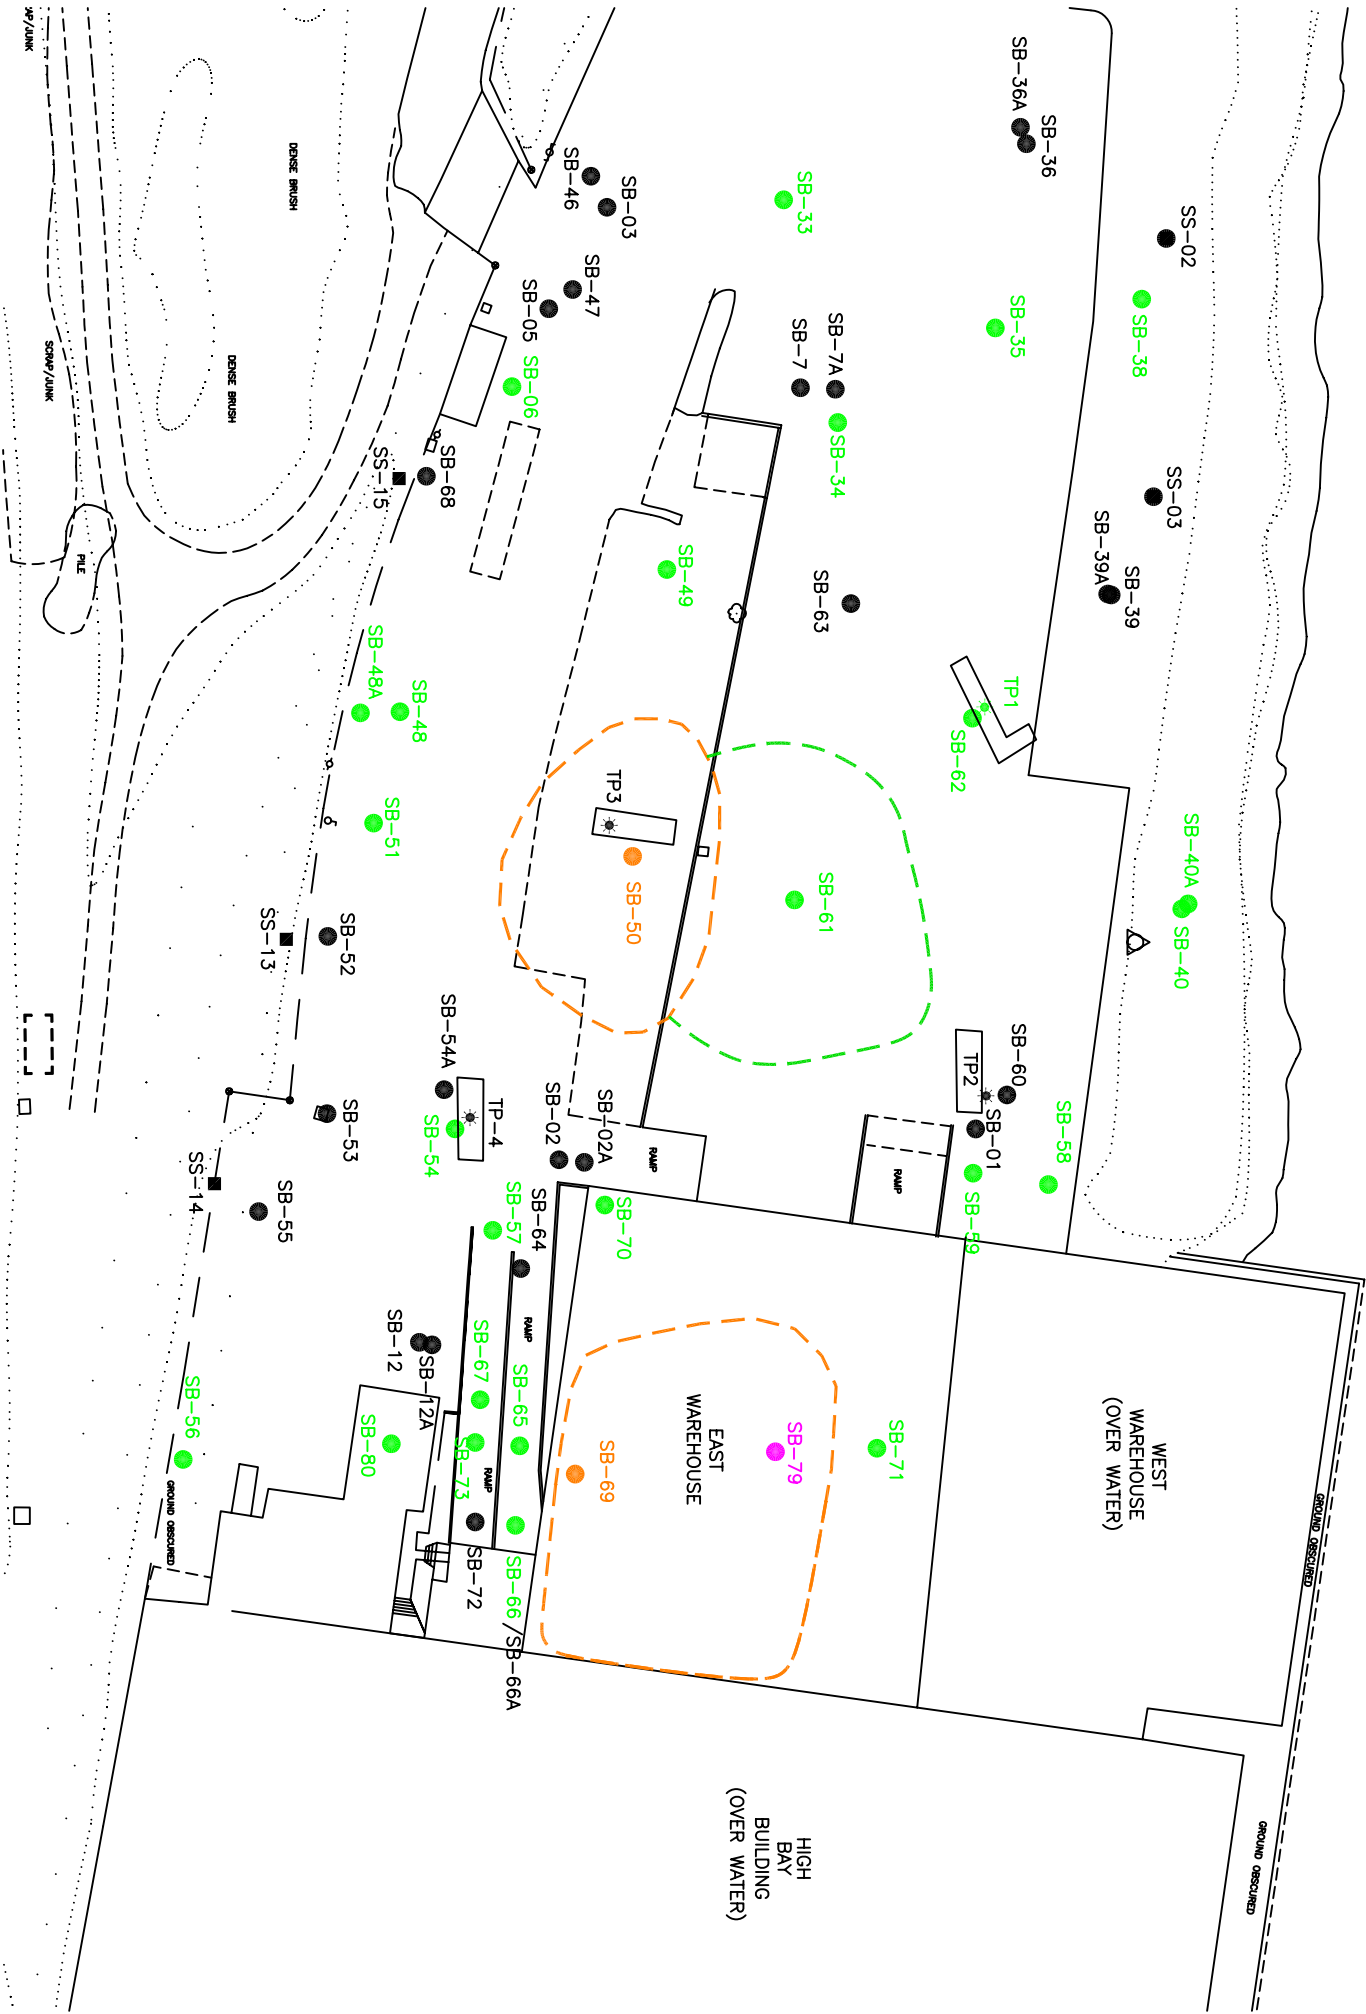 SB-36A
SB-36
SS-02
SB-38
SB-35
SB-33
SB-46
SB-03
SB-47
SB-05
SB-06
SB-7A
SB-7
SB-34
SS-03
SB-39A
SB-39
SB-63
SB-49
SB-68
SS-15
DENSE BRUSH
DENSE BRUSH
AP/JUNK
SCRAP/JUNK
PILE
SB-48A
SB-48
SB-51
TP1
SB-62
TP3
SB-50
SB-61
SB-40A
SB-40
SB-52
SS-13
SB-60
TP2
SB-01
SB-58
SB-59
RAMP
SB-54A
TP-4
SB-54
SB-02
SB-02A
RAMP
SB-53
SS-14
SB-55
SB-57
SB-64
SB-70
RAMP
SB-12
SB-12A
SB-67
SB-65
SB-73
RAMP
SB-72
SB-66/SB-66A
SB-80
SB-56
GROUND OBSCURED
SB-69
EAST
WAREHOUSE
SB-79
SB-71
WEST
WAREHOUSE
(OVER WATER)
GROUND OBSCURED
GROUND OBSCURED
HIGH
BAY
BUILDING
(OVER WATER)